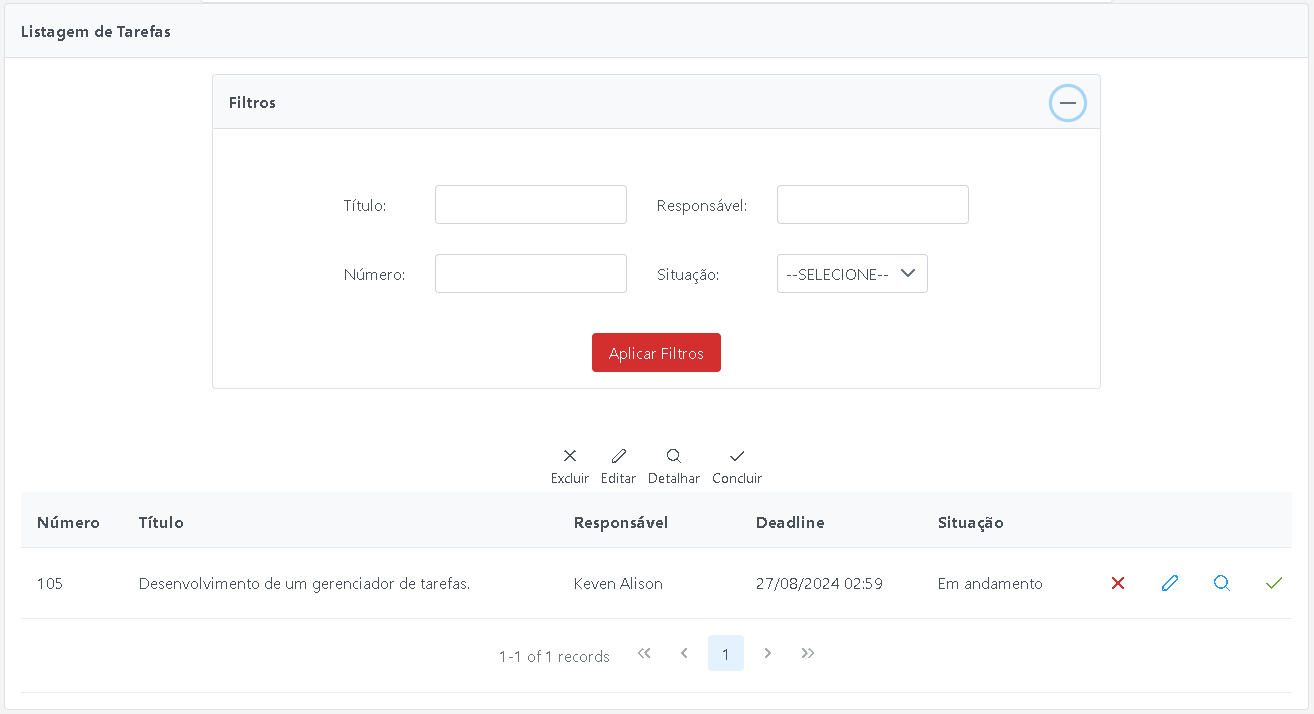 Listagem de Tarefas
Filtros
Título: Responsável:
Número: Situação: --SELECIONE--
Aplicar Filtros
Excluir Editar Detalhar Concluir
Número Título Responsável Deadline Situação
105 Desenvolvimento de um gerenciador de tarefas. Keven Alison 27/08/2024 02:59 Em andamento
1-1 of 1 records 1